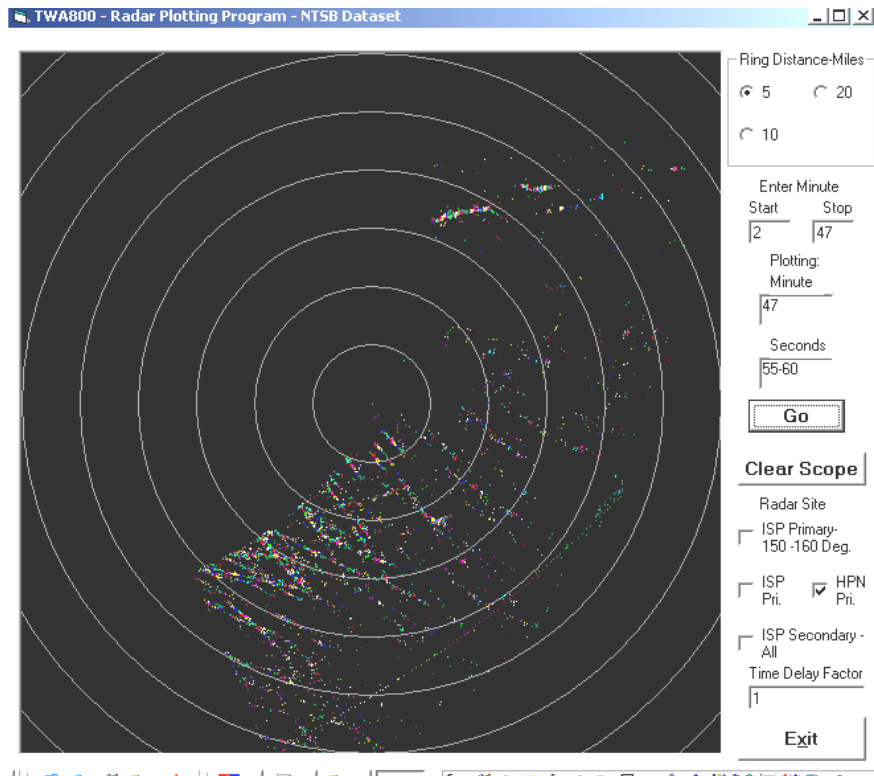 TWA800 - Radar Plotting Program - NTSB Dataset
Ring Distance-Miles
5 20
10
Enter Minute
Start Stop
2 47
Plotting:
Minute
47
Seconds
55-60
Go
Clear Scope
Radar Site
ISP Primary-
150 -160 Deg.
ISP Pri. HPN Pri.
ISP Secondary -
All
Time Delay Factor
1
Exit